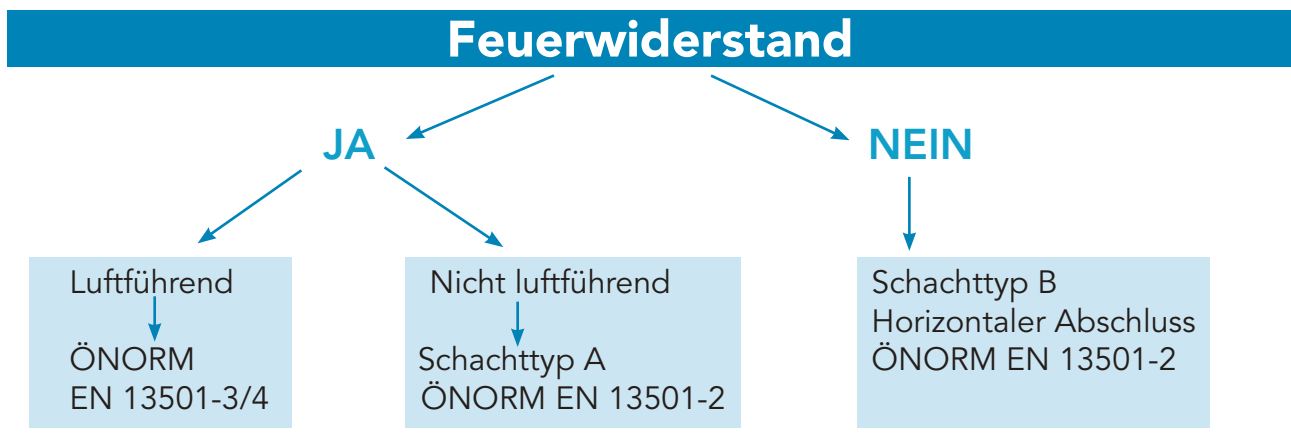 Feuerwiderstand
JA
NEIN
Luftführend
ÖNORM
EN 13501-3/4
Nicht luftführend
Schachttyp A
ÖNORM EN 13501-2
Schachttyp B
Horizontaler Abschluss
ÖNORM EN 13501-2